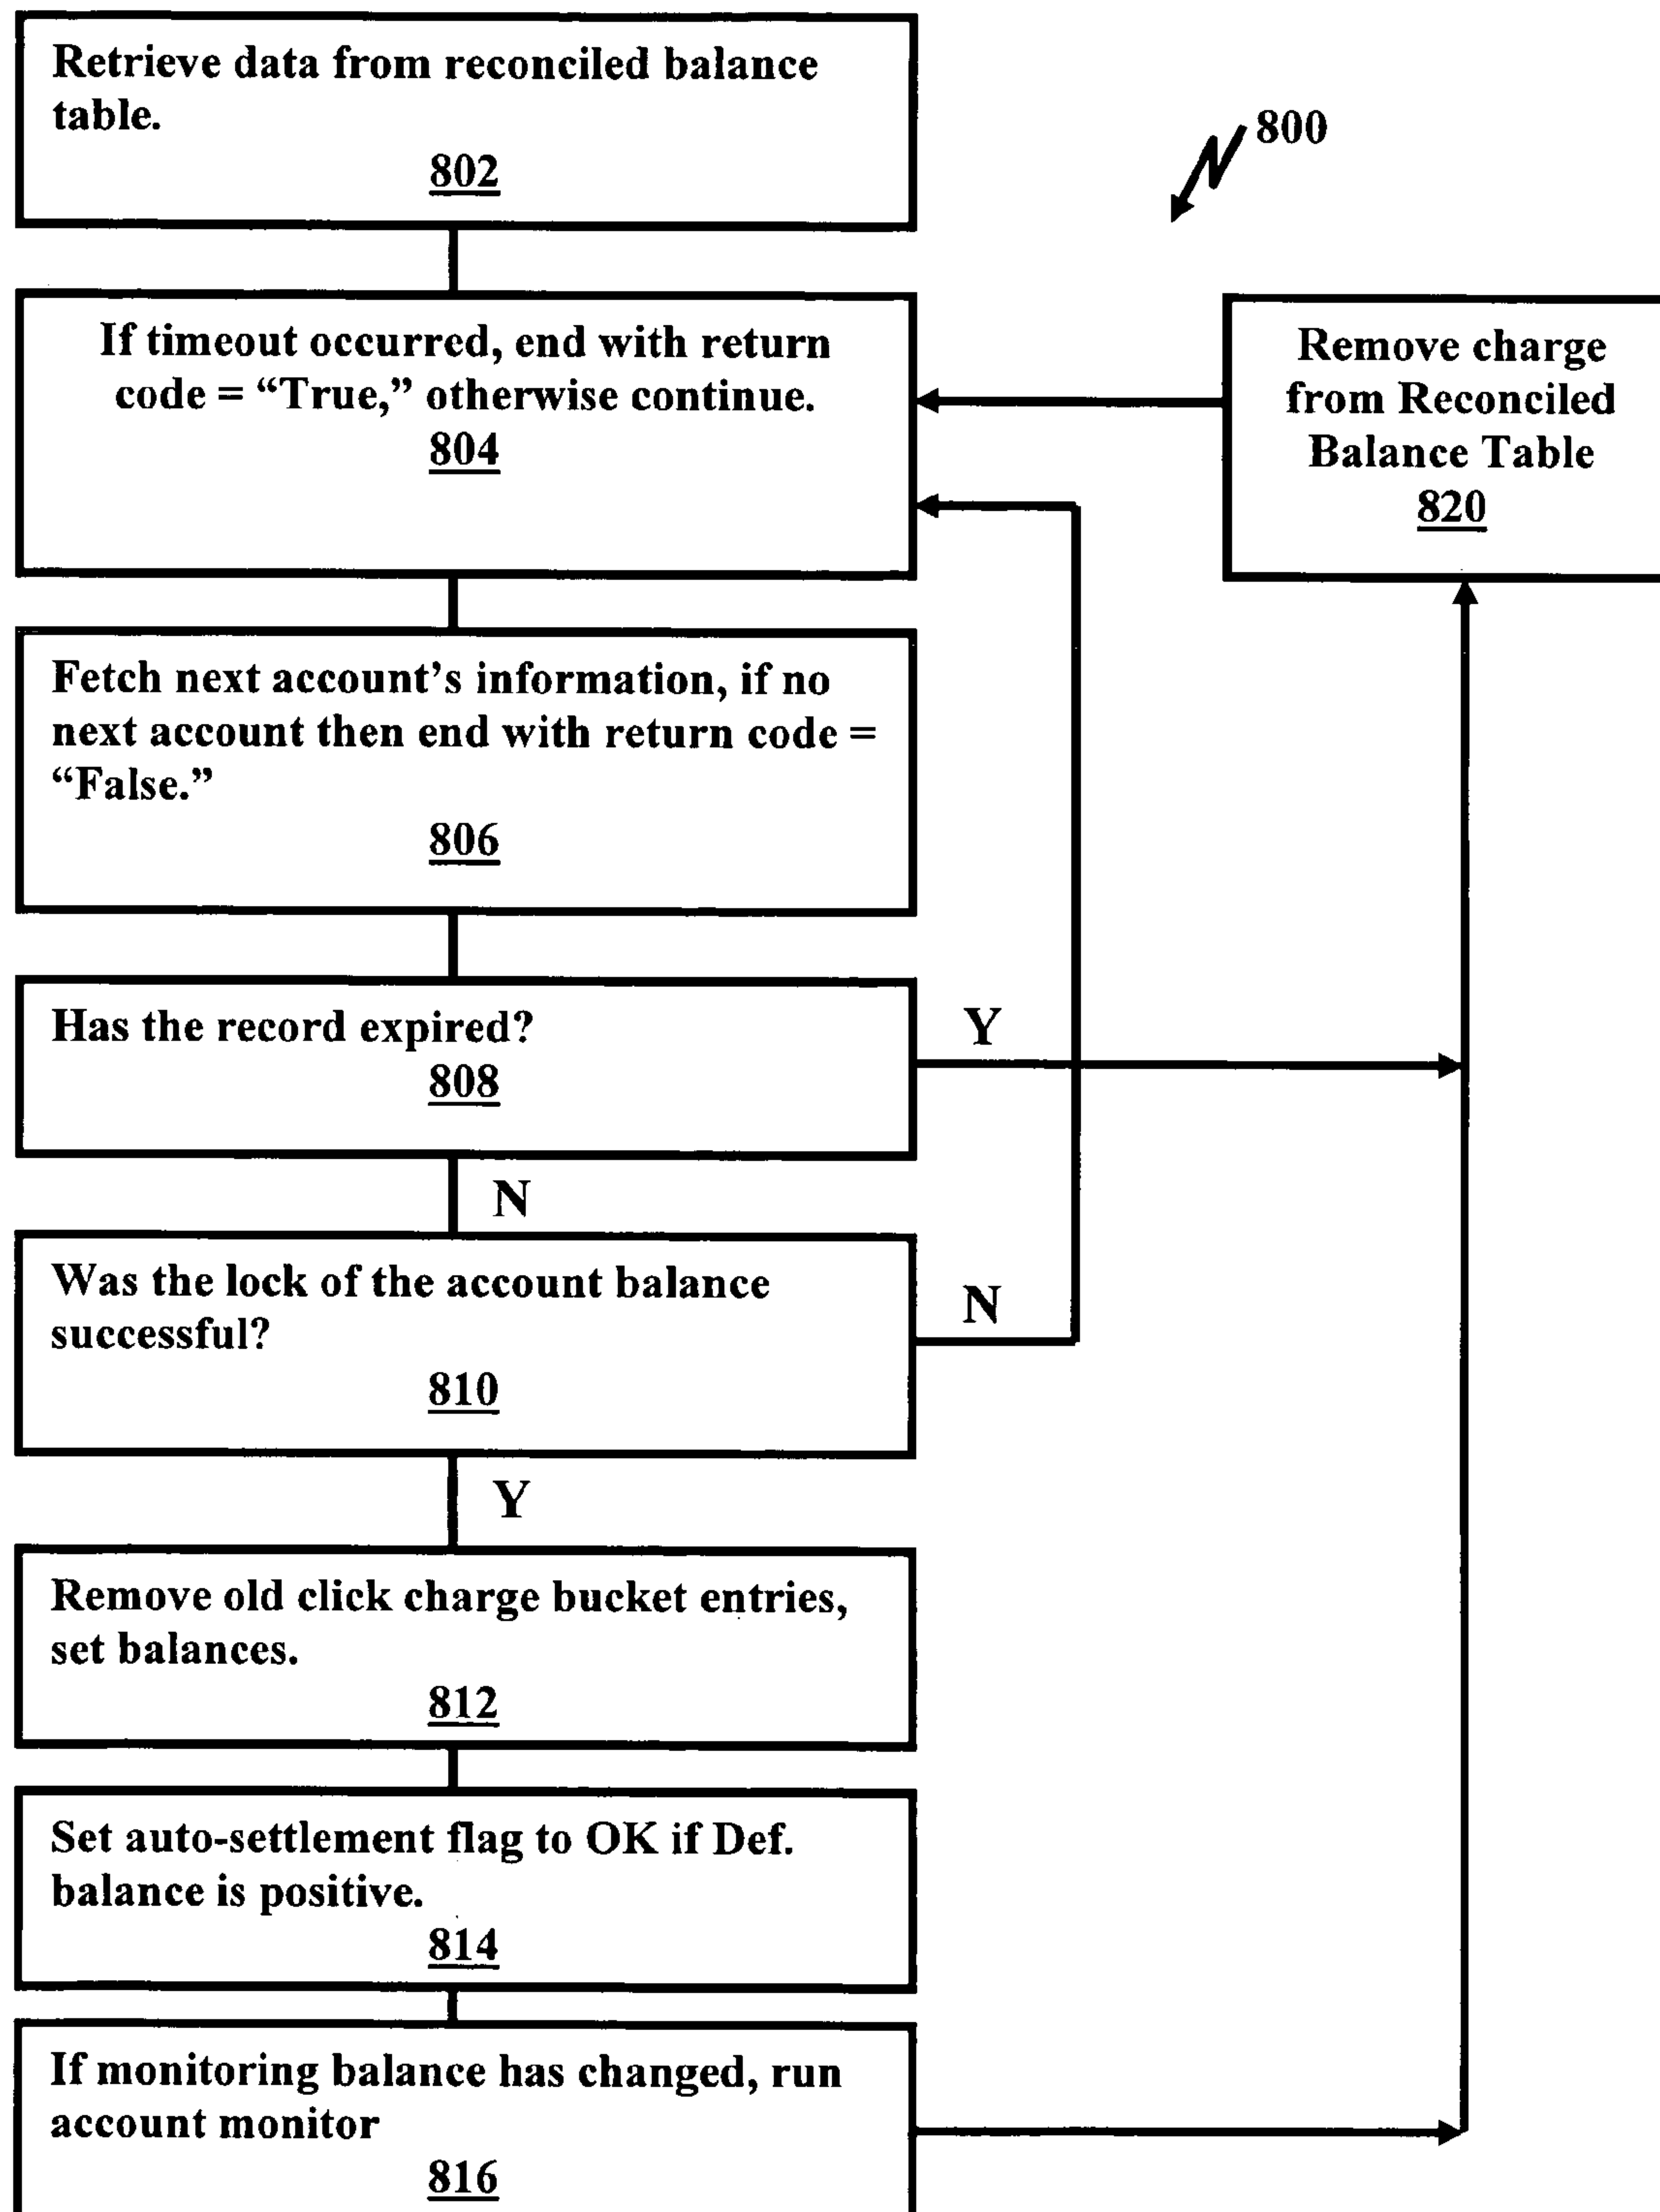 Retrieve data from reconciled balance
table.
802
800
If timeout occurred, end with return
code = “True,” otherwise continue.
804
Remove charge
from Reconciled
Balance Table
820
Fetch next account’s information, if no
next account then end with return code =
“False.”
806
Has the record expired?
808
Y
N
Was the lock of the account balance
successful?
810
N
Y
Remove old click charge bucket entries,
set balances.
812
Set auto-settlement flag to OK if Def.
balance is positive.
814
If monitoring balance has changed, run
account monitor
816